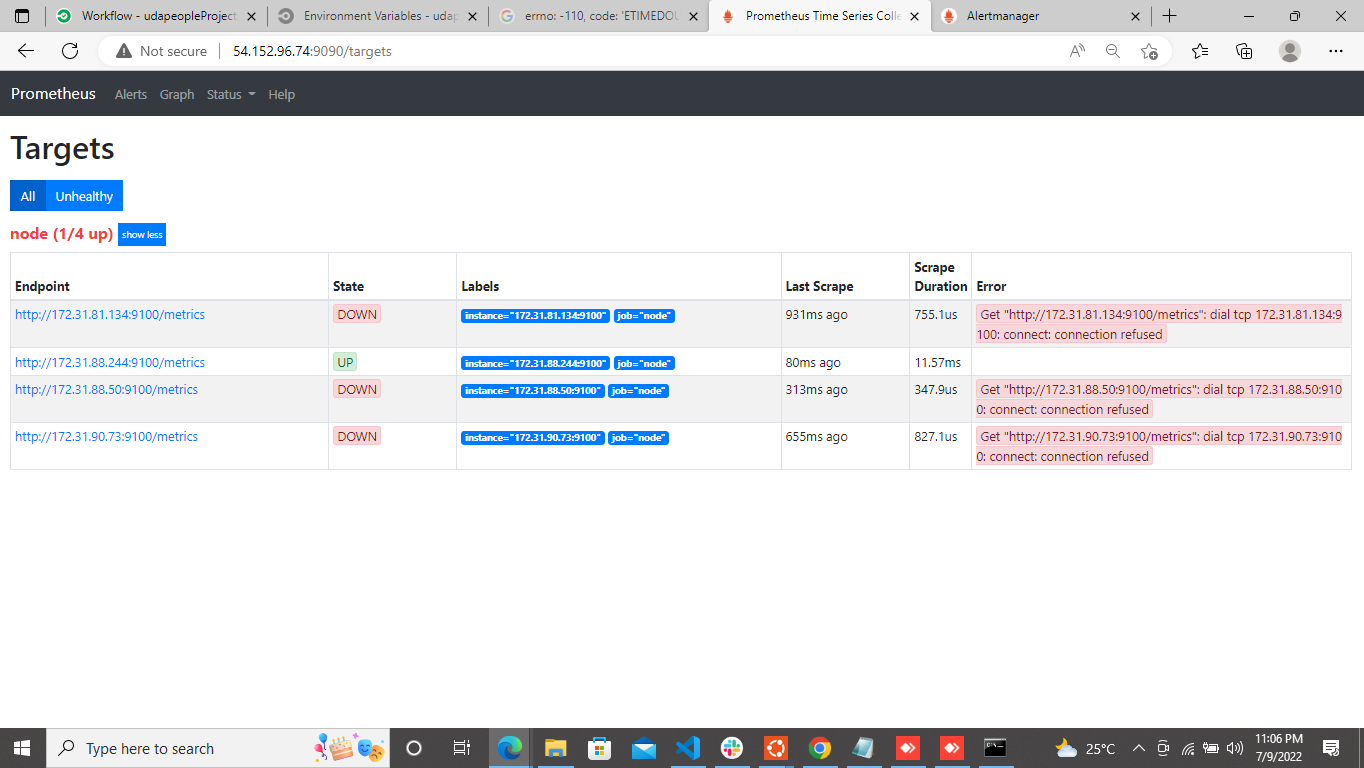 Workflow - udapeopleProject
Environment Variables - udap
errno: -110, code: 'ETIMEDOU
Prometheus Time Series Colle
Alertmanager
Not secure
54.152.96.74:9090/targets
Prometheus
Alerts
Graph
Status
Help
Targets
All
Unhealthy
node (1/4 up)
show less
Endpoint
State
Labels
Last Scrape
Scrape
Duration
Error
http://172.31.81.134:9100/metrics
DOWN
instance="172.31.81.134:9100"
job="node"
931ms ago
755.1us
Get "http://172.31.81.134:9100/metrics": dial tcp 172.31.81.134:9
100: connect: connection refused
http://172.31.88.244:9100/metrics
UP
instance="172.31.88.244:9100"
job="node"
80ms ago
11.57ms
http://172.31.88.50:9100/metrics
DOWN
instance="172.31.88.50:9100"
job="node"
313ms ago
347.9us
Get "http://172.31.88.50:9100/metrics": dial tcp 172.31.88.50:910
0: connect: connection refused
http://172.31.90.73:9100/metrics
DOWN
instance="172.31.90.73:9100"
job="node"
655ms ago
827.1us
Get "http://172.31.90.73:9100/metrics": dial tcp 172.31.90.73:910
0: connect: connection refused
Type here to search
25°C
11:06 PM
7/9/2022